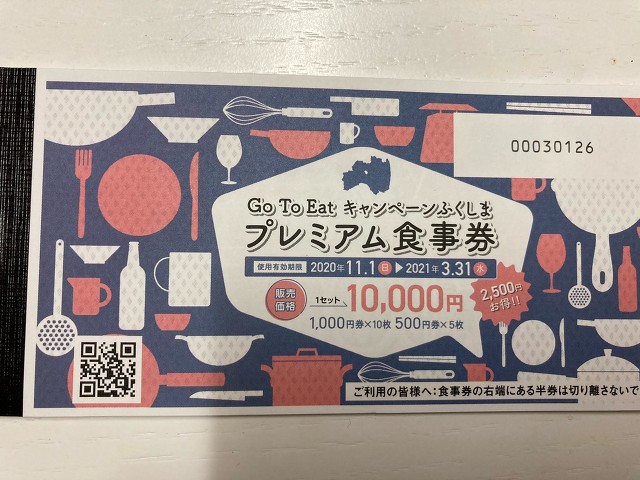 00030126
Go To Eat キャンペーンふくしま
プレミアム食事券
使用有効期限 2020年11.1(日)▶2021年3.31(水)
販売価格 1セット 10,000円
2,500円お得!!
1,000円券×10枚 500円券×5枚
ご利用の皆様へ:食事券の右端にある半券は切り離さないで